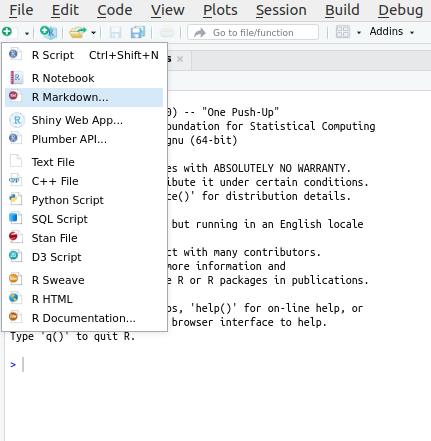 File Edit Code View Plots Session Build Debug
Go to file/function Addins
R Script Ctrl+Shift+N
R Notebook
R Markdown...
Shiny Web App...
Plumber API...
Text File
C++ File
Python Script
SQL Script
Stan File
D3 Script
R Sweave
R HTML
R Documentation...
s
0) -- "One Push-Up"
oundation for Statistical Computing
gnu (64-bit)
es with ABSOLUTELY NO WARRANTY.
ibute it under certain conditions.
ce()' for distribution details.
but running in an English locale
ct with many contributors.
more information and
e R or R packages in publications.
os, 'help()' for on-line help, or
browser interface to help.
Type 'q()' to quit R.
>